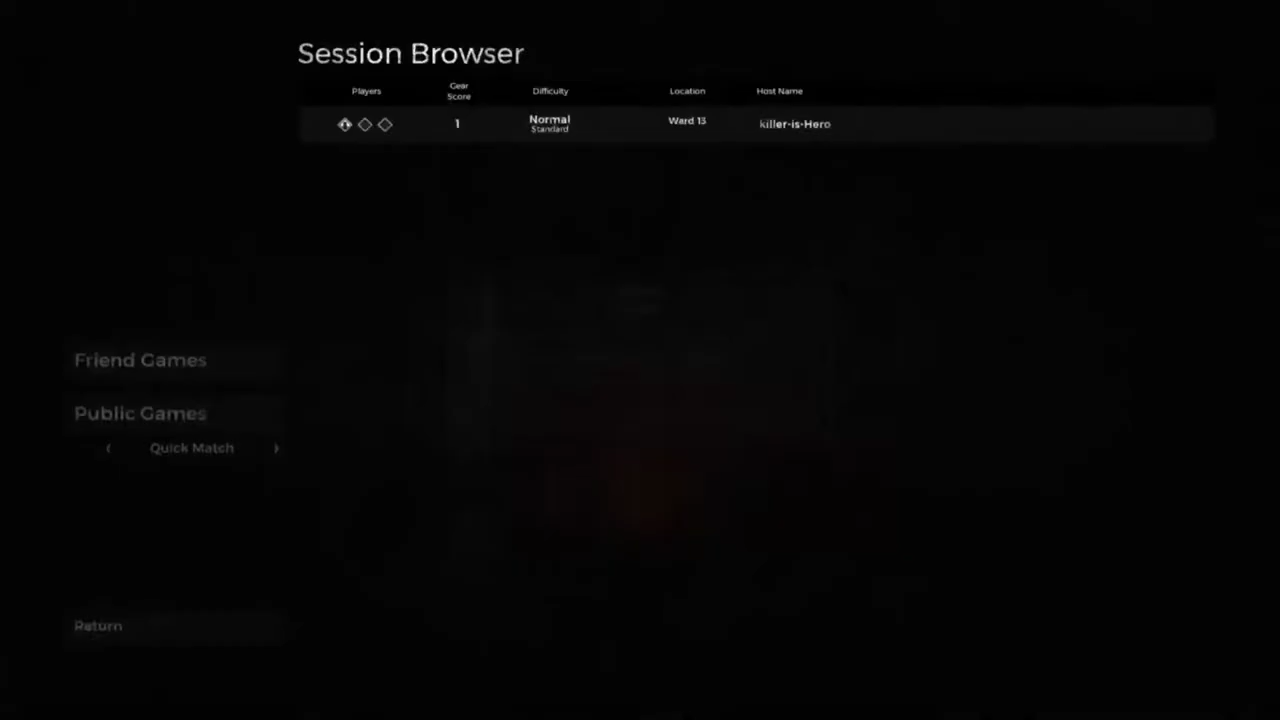 Session Browser
Players
Gear
Score
Difficulty
Location
Host Name
1
Normal
Standard
Ward 13
killer-is-Hero
Friend Games
Public Games
Quick Match
Return